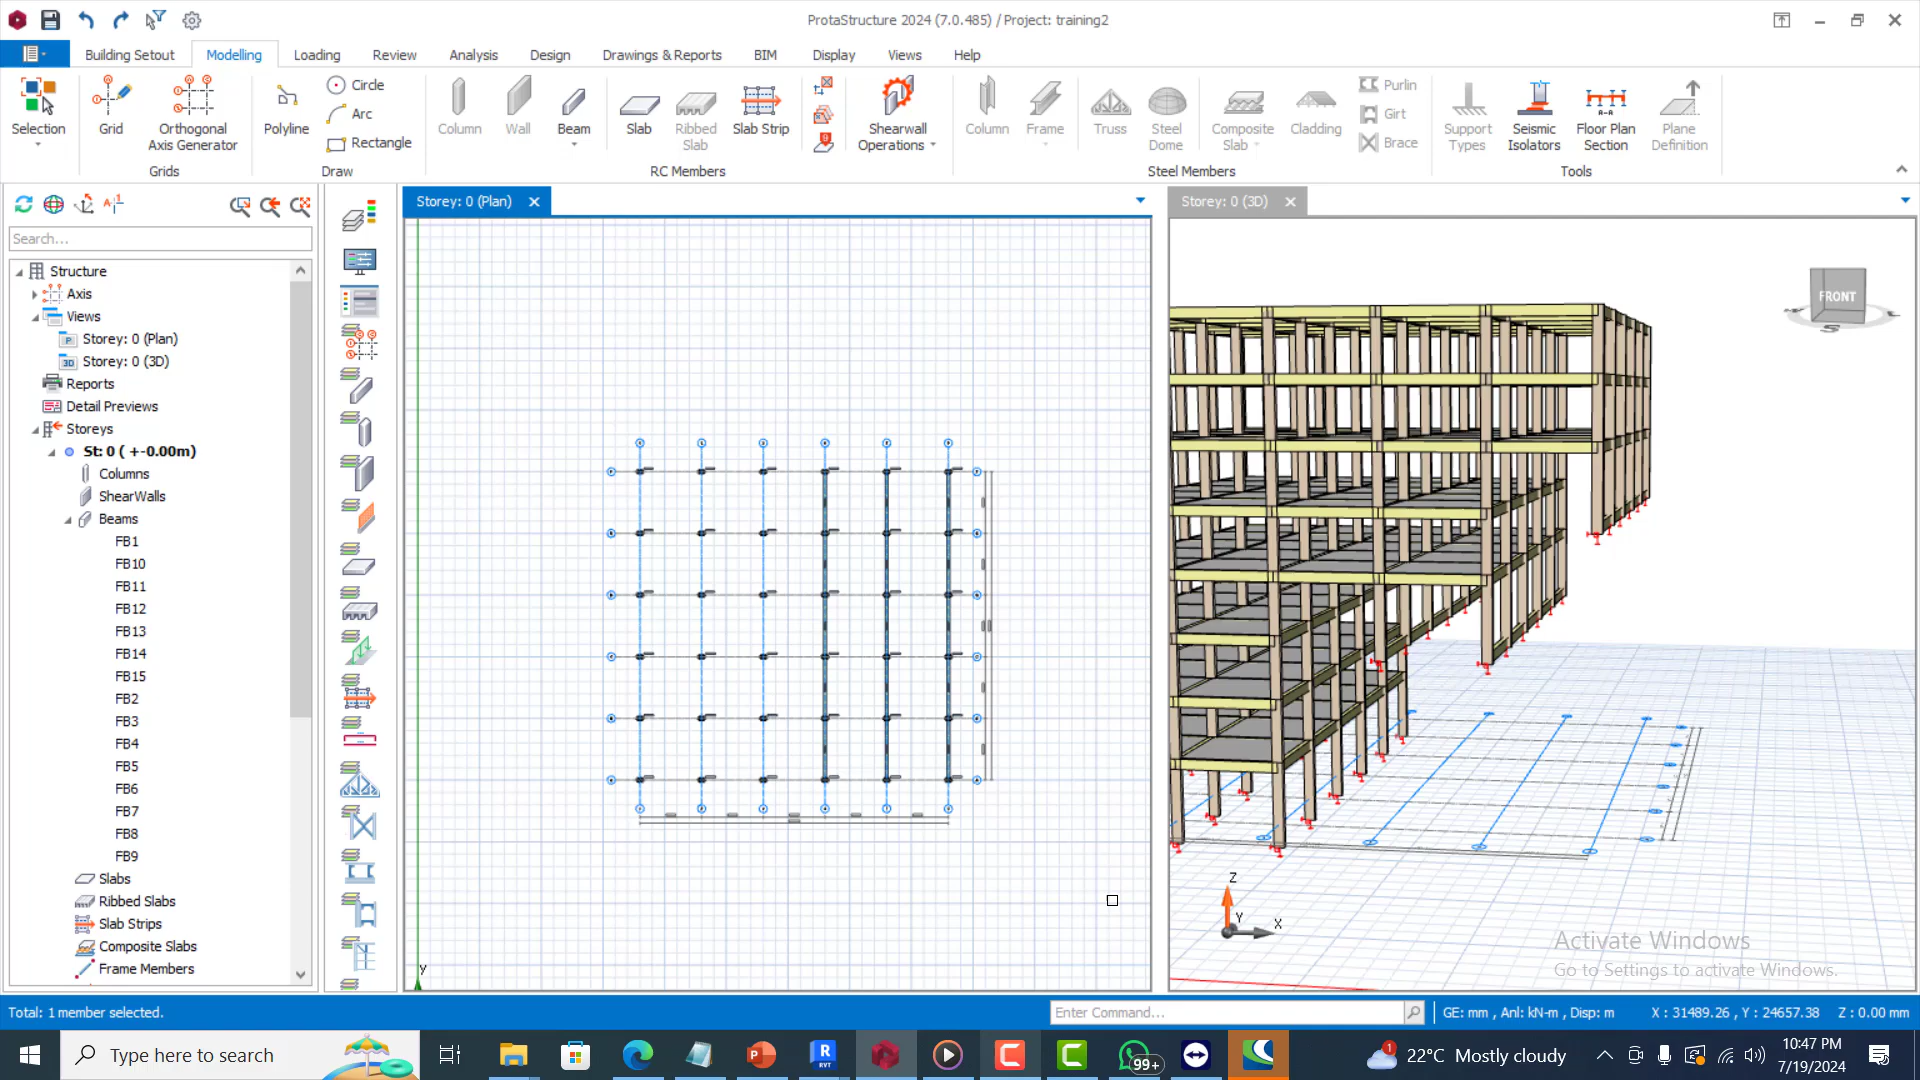 ProtaStructure 2024 (7.0.485) / Project: training2
Building Setout
Modelling
Loading
Review
Analysis
Design
Drawings & Reports
BIM
Display
Views
Help
Selection
Grid
Orthogonal
Axis Generator
Grids
Polyline
Circle
Arc
Rectangle
Draw
Column
Wall
Beam
Slab
Ribbed
Slab
Slab Strip
Shearwall
Operations
RC Members
Column
Frame
Truss
Steel
Dome
Composite
Slab
Cladding
Purlin
Girt
Brace
Steel Members
Support
Types
Seismic
Isolators
Floor Plan
Section
Plane
Definition
Tools
Search...
Structure
Axis
Views
Storey: 0 (Plan)
Storey: 0 (3D)
Reports
Detail Previews
Storeys
St: 0 ( +-0.00m)
Columns
ShearWalls
Beams
FB1
FB10
FB11
FB12
FB13
FB14
FB15
FB2
FB3
FB4
FB5
FB6
FB7
FB8
FB9
Slabs
Ribbed Slabs
Slab Strips
Composite Slabs
Frame Members
Storey: 0 (Plan)
y
Storey: 0 (3D)
FRONT
S
Z
Y
X
Activate Windows
Go to Settings to activate Windows.
Total: 1 member selected.
Enter Command...
GE: mm , Anl: kN-m , Disp: m
X : 31489.26 , Y : 24657.38
Z : 0.00 mm
Type here to search
99+
22°C Mostly cloudy
10:47 PM
7/19/2024